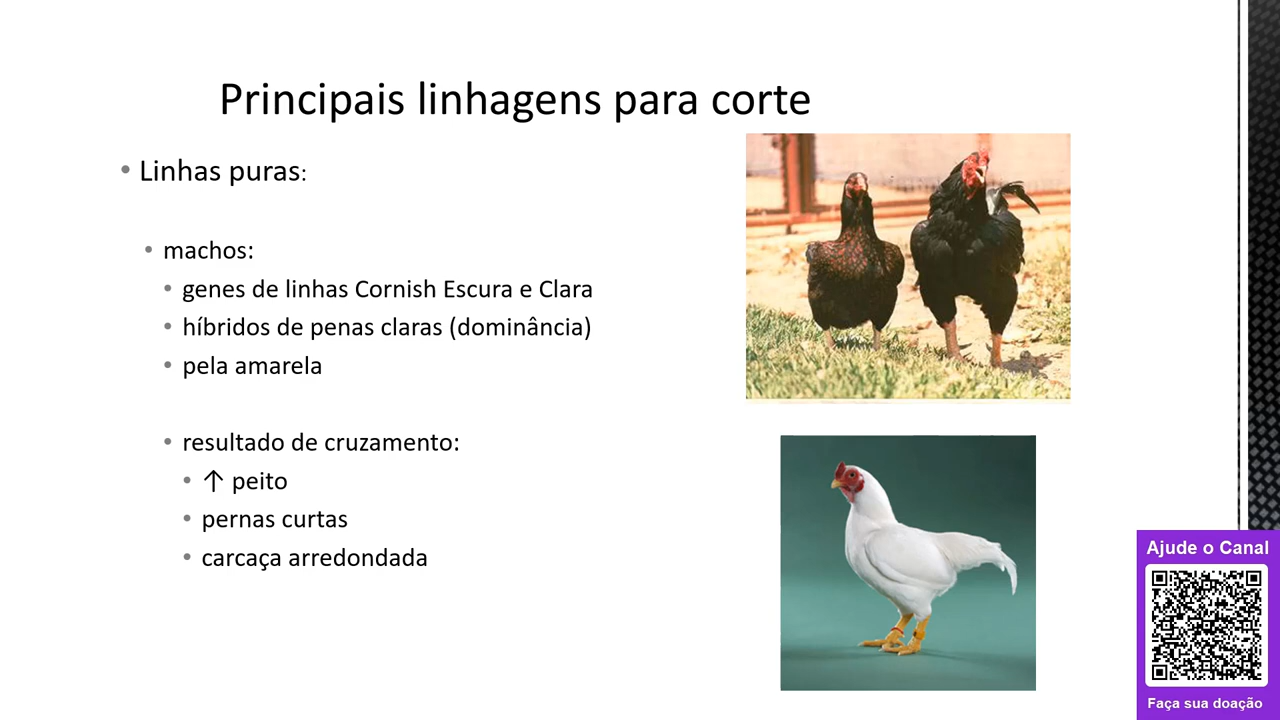 Principais linhagens para corte
• Linhas puras:
• machos:
• genes de linhas Cornish Escura e Clara
• híbridos de penas claras (dominância)
• pela amarela
• resultado de cruzamento:
• ↑ peito
• pernas curtas
• carcaça arredondada
Ajude o Canal
Faça sua doação